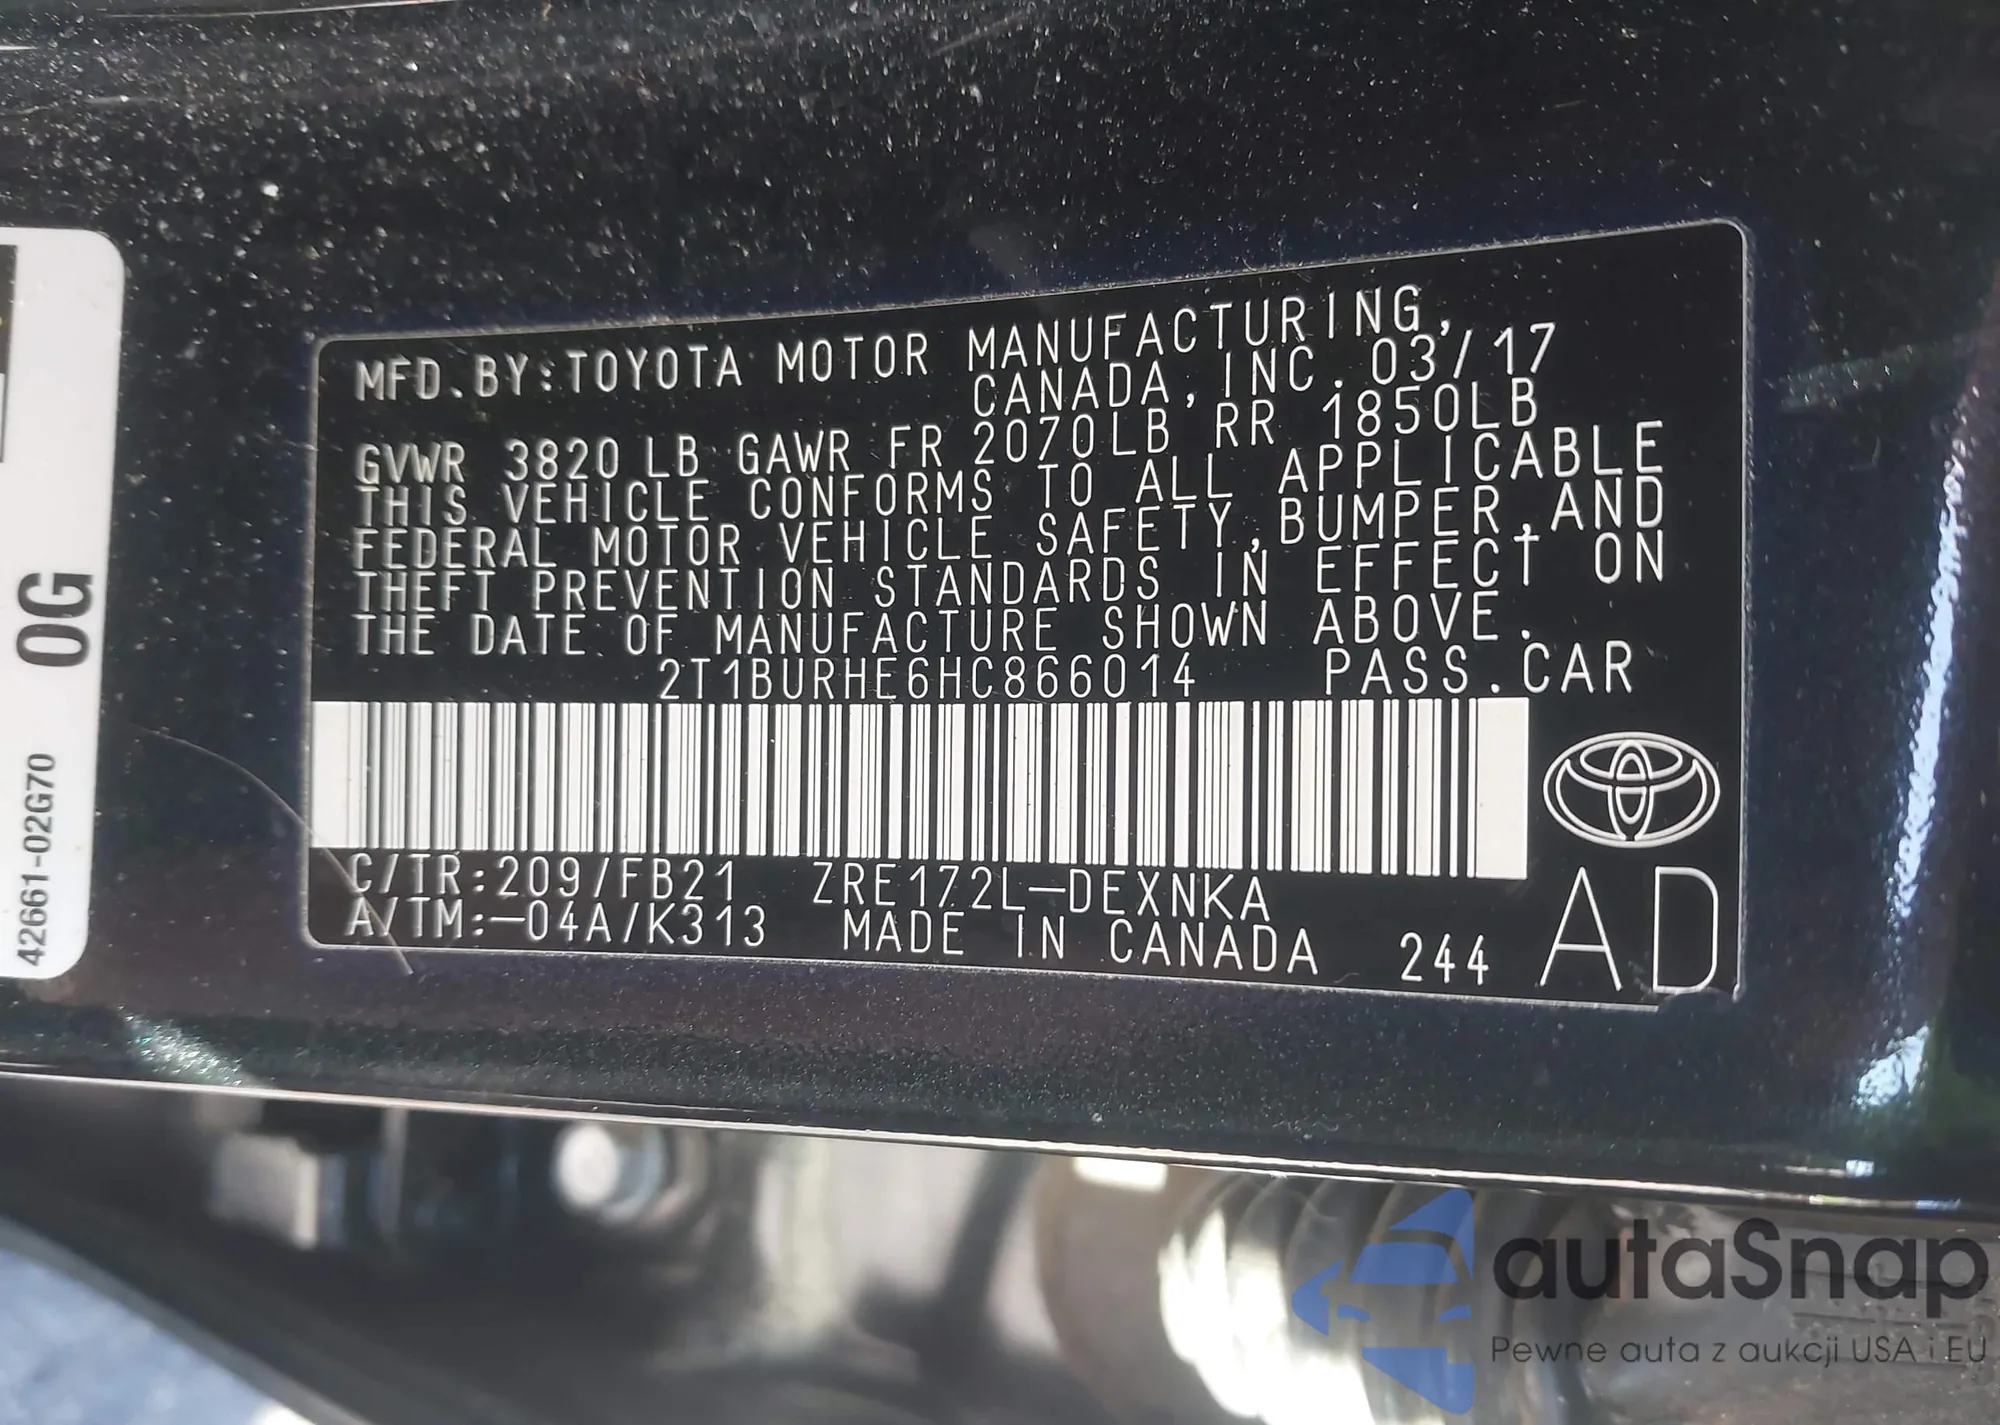 MFD.BY:TOYOTA MOTOR MANUFACTURING,
CANADA, INC. 03/17
GVWR 3820 LB GAWR FR 2070LB RR 1850LB
THIS VEHICLE CONFORMS TO ALL APPLICABLE
FEDERAL MOTOR VEHICLE SAFETY, BUMPER, AND
THEFT PREVENTION STANDARDS IN EFFECT ON
THE DATE OF MANUFACTURE SHOWN ABOVE.
2T1BURHE6HC866014 PASS.CAR
C/TR:209/FB21 ZRE172L-DEXNKA
A/TM:-04A/K313 MADE IN CANADA 244
AD
0G
42661-02G70
autaSnap
Pewne auta z aukcji USA i EU